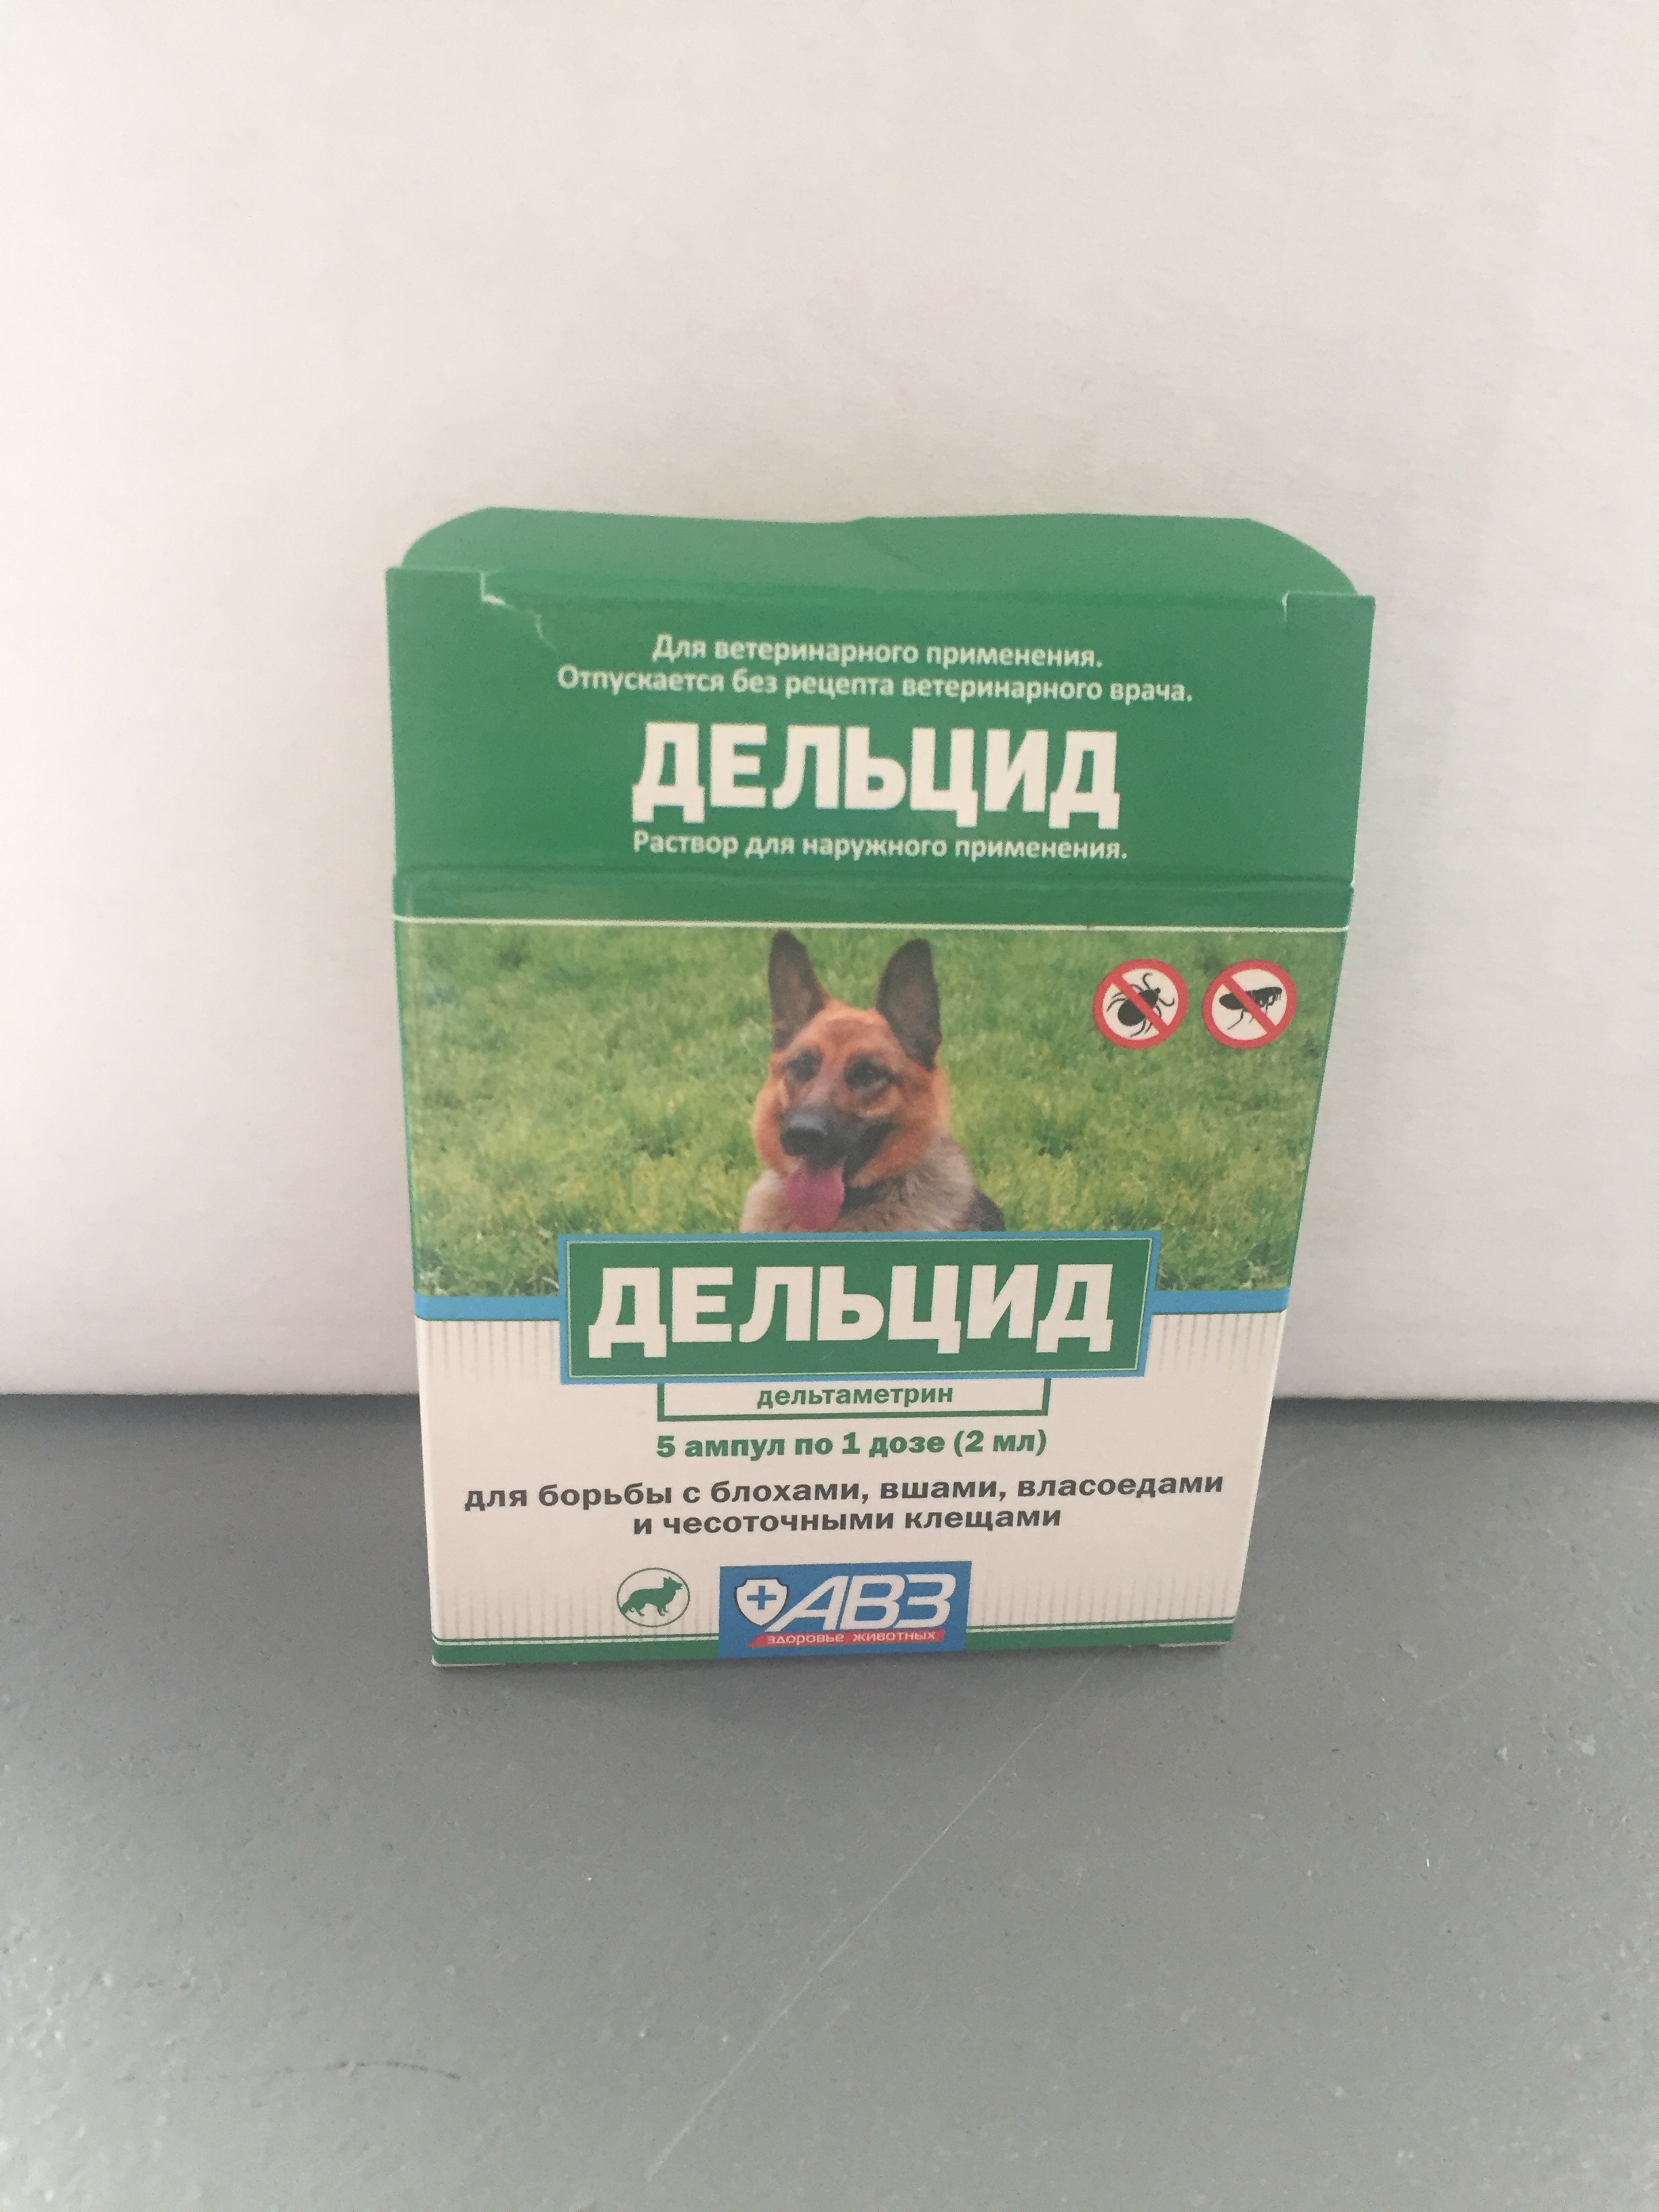 Для ветеринарного применения.
Отпускается без рецепта ветеринарного врача.
ДЕЛЬЦИД
Раствор для наружного применения.
ДЕЛЬЦИД
дельтаметрин
5 ампул по 1 дозе (2 мл)
для борьбы с блохами, вшами, власоедами
и чесоточными клещами
АВЗ
здоровье животных